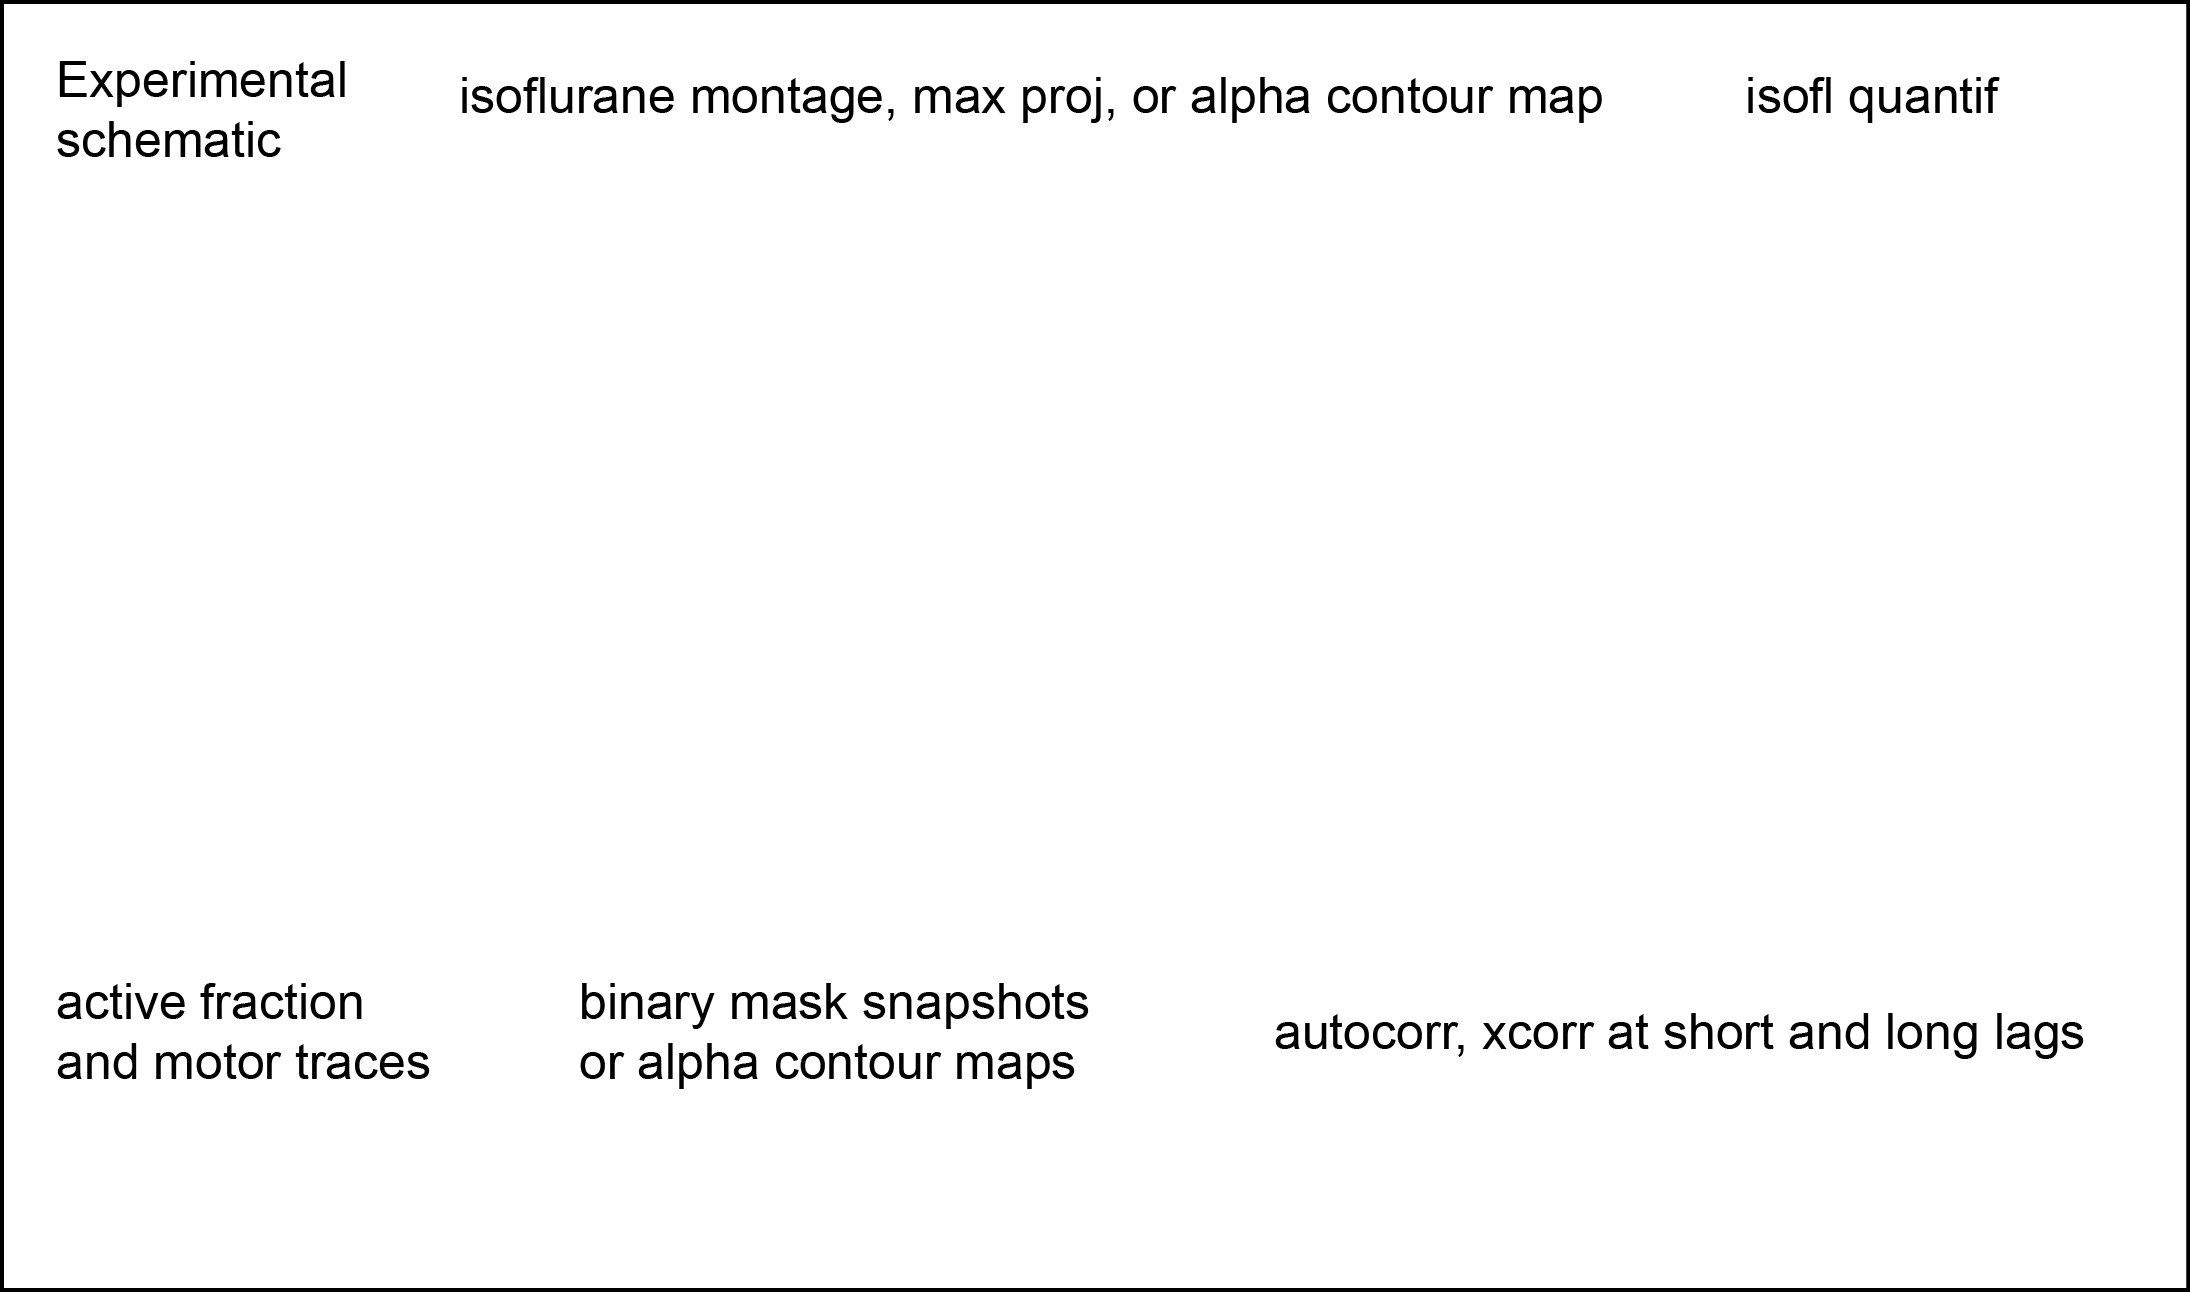 Experimental
schematic
isoflurane montage, max proj, or alpha contour map
isofl quantif
active fraction
and motor traces
binary mask snapshots
or alpha contour maps
autocorr, xcorr at short and long lags